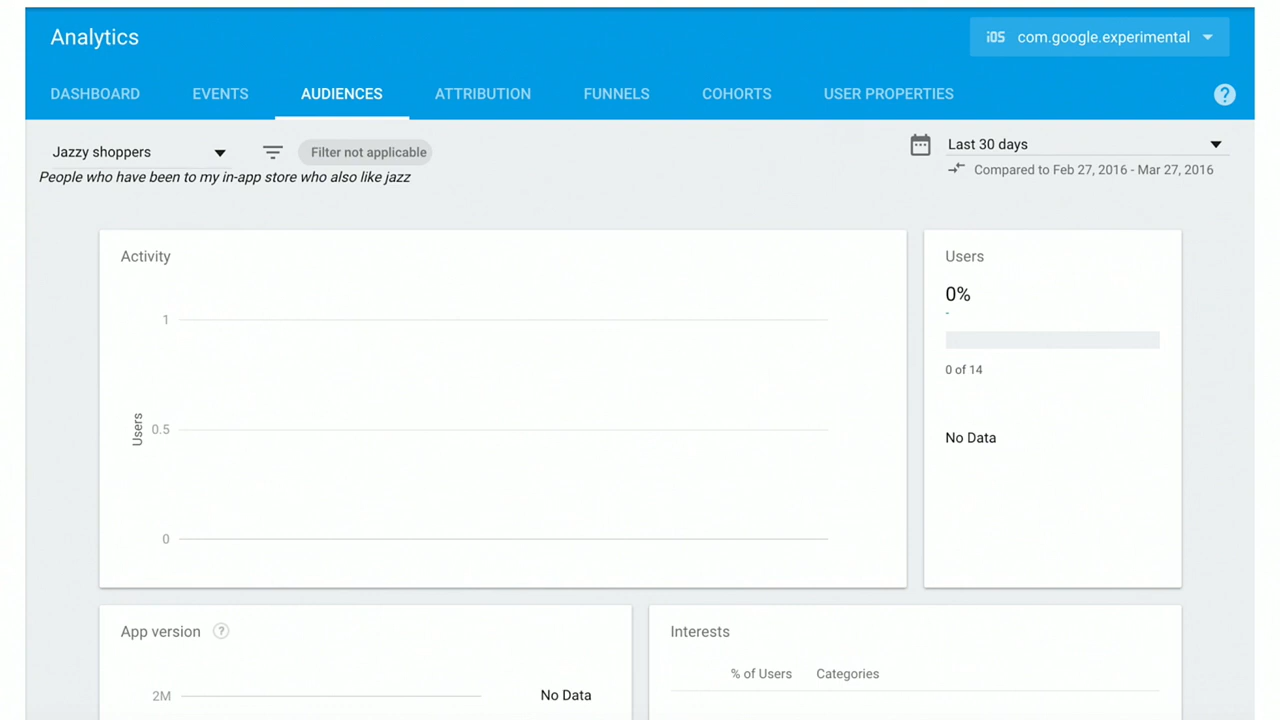 Analytics
iOS com.google.experimental
DASHBOARD EVENTS AUDIENCES ATTRIBUTION FUNNELS COHORTS USER PROPERTIES ?
Jazzy shoppers Filter not applicable
Last 30 days
People who have been to my in-app store who also like jazz
Compared to Feb 27, 2016 - Mar 27, 2016
Activity
1
Users
0.5
0
Users
0%
-
0 of 14
No Data
App version ?
2M
No Data
Interests
% of Users Categories